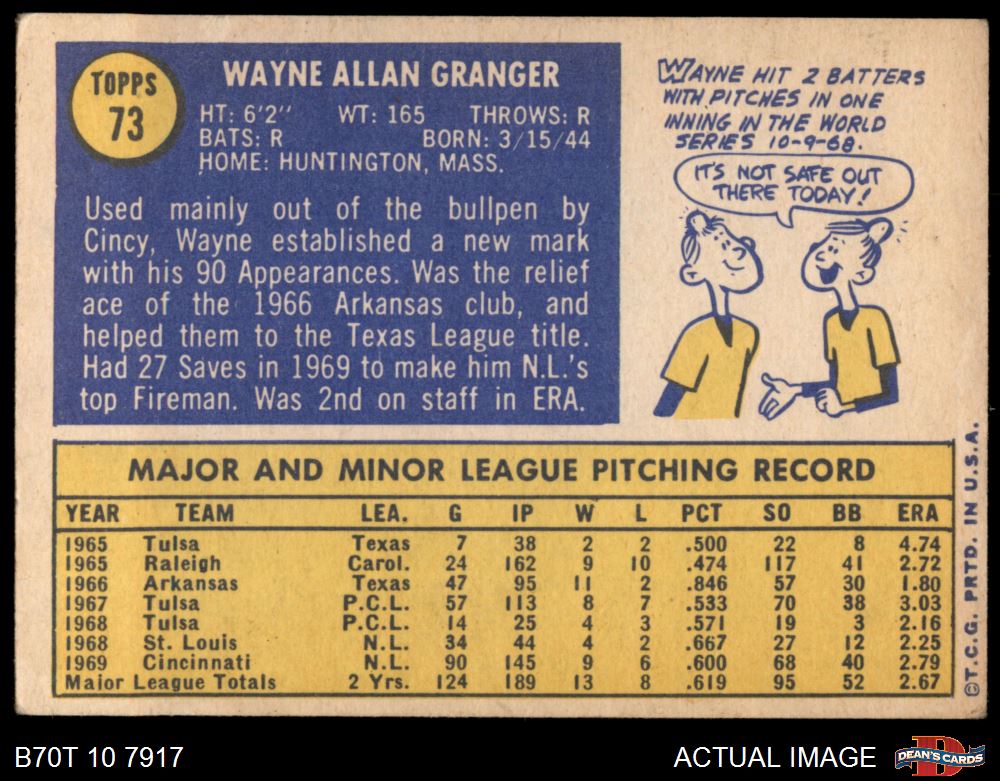 TOPPS
73
WAYNE ALLAN GRANGER
HT: 6'2" WT: 165 THROWS: R
BATS: R BORN: 3/15/44
HOME: HUNTINGTON, MASS.
Used mainly out of the bullpen by
Cincy, Wayne established a new mark
with his 90 Appearances. Was the relief
ace of the 1966 Arkansas club, and
helped them to the Texas League title.
Had 27 Saves in 1969 to make him N.L.'s
top Fireman. Was 2nd on staff in ERA.
WAYNE HIT 2 BATTERS
WITH PITCHES IN ONE
INNING IN THE WORLD
SERIES 10-9-68.
IT'S NOT SAFE OUT
THERE TODAY!
MAJOR AND MINOR LEAGUE PITCHING RECORD
YEAR TEAM LEA. G IP W L PCT SO BB ERA
1965 Tulsa Texas 7 38 2 2 .500 22 8 4.74
1965 Raleigh Carol. 24 162 9 10 .474 117 41 2.72
1966 Arkansas Texas 47 95 11 2 .846 57 30 1.80
1967 Tulsa P.C.L. 57 113 8 7 .533 70 38 3.03
1968 Tulsa P.C.L. 14 25 4 3 .571 19 3 2.16
1968 St. Louis N.L. 34 44 4 2 .667 27 12 2.25
1969 Cincinnati N.L. 90 145 9 6 .600 68 40 2.79
Major League Totals 2 Yrs. 124 189 13 8 .619 95 52 2.67
©T.C.G. PRTD. IN U.S.A.
B70T 10 7917
ACTUAL IMAGE
D
DEAN'S CARDS